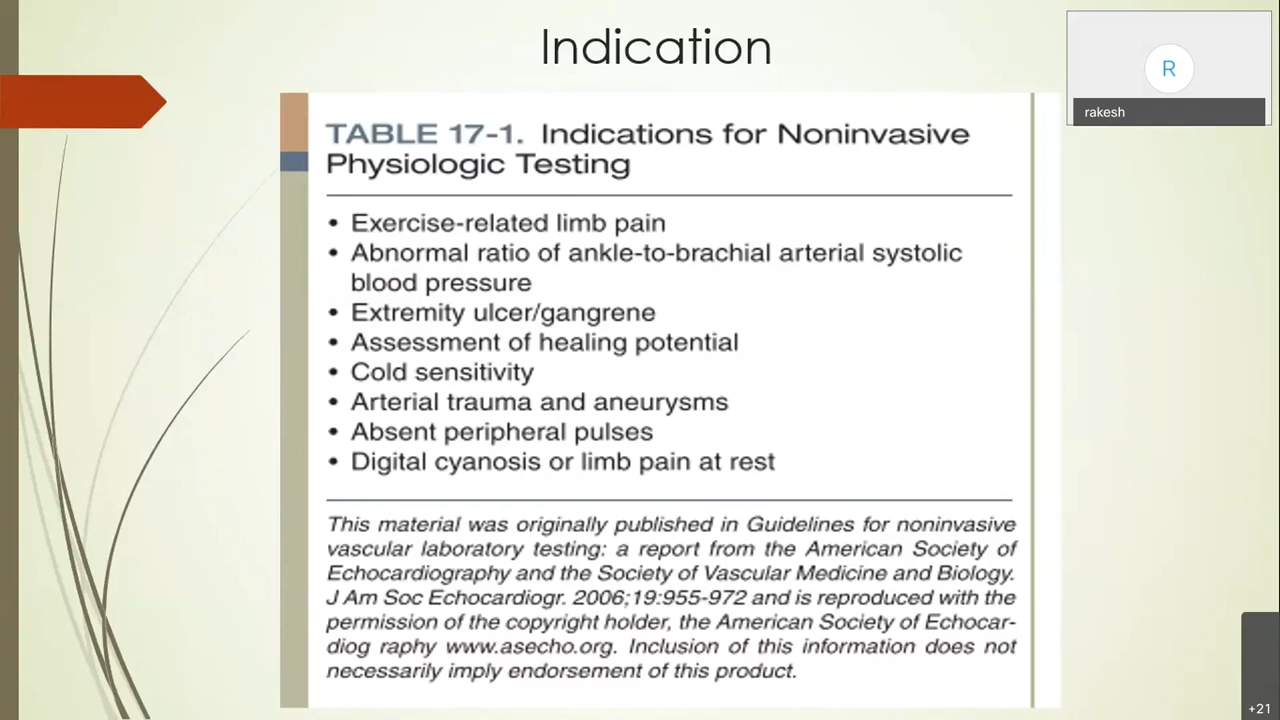 Indication
R
rakesh
TABLE 17-1. Indications for Noninvasive
Physiologic Testing
• Exercise-related limb pain
• Abnormal ratio of ankle-to-brachial arterial systolic
blood pressure
• Extremity ulcer/gangrene
• Assessment of healing potential
• Cold sensitivity
• Arterial trauma and aneurysms
• Absent peripheral pulses
• Digital cyanosis or limb pain at rest
This material was originally published in Guidelines for noninvasive
vascular laboratory testing: a report from the American Society of
Echocardiography and the Society of Vascular Medicine and Biology.
J Am Soc Echocardiogr. 2006;19:955-972 and is reproduced with the
permission of the copyright holder, the American Society of Echocar-
diog raphy www.asecho.org. Inclusion of this information does not
necessarily imply endorsement of this product.
+21